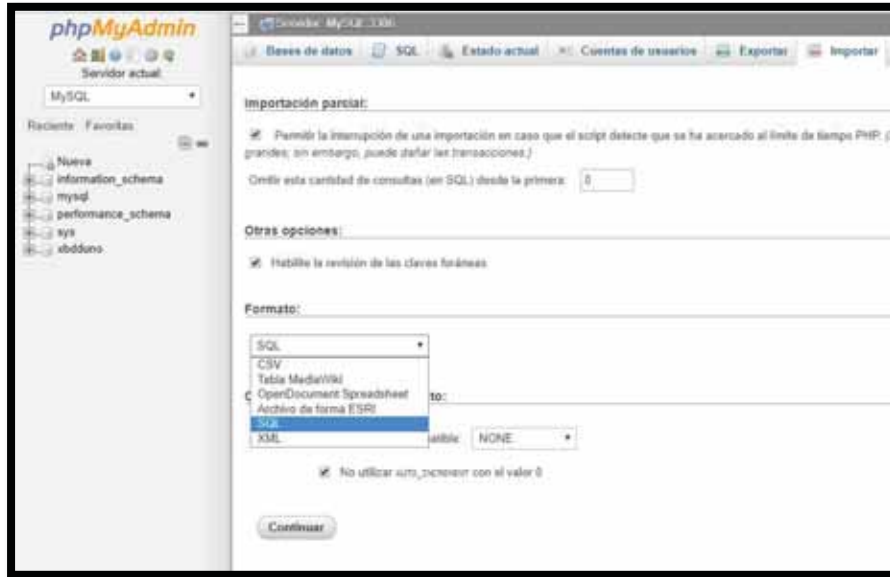 phpMyAdmin
Servidor actual:
MySQL
Reciente Favoritas
Nueva
information_schema
mysql
performance_schema
sys
xbdduno
Servidor: MySQL:3306
Bases de datos SQL Estado actual Cuentas de usuarios Exportar Importar
Importación parcial:
Permitir la interrupción de una importación en caso que el script detecte que se ha acercado al límite de tiempo PHP.
grandes; sin embargo, puede dañar las transacciones.)
Omitir esta cantidad de consultas (en SQL) desde la primera: 0
Otras opciones:
Habilite la revisión de las claves foráneas
Formato:
SQL
CSV
Tabla MediaWiki
OpenDocument Spreadsheet
Archivo de forma ESRI
SQL
XML
to:
NONE
No utilizar AUTO_INCREMENT con el valor 0
Continuar